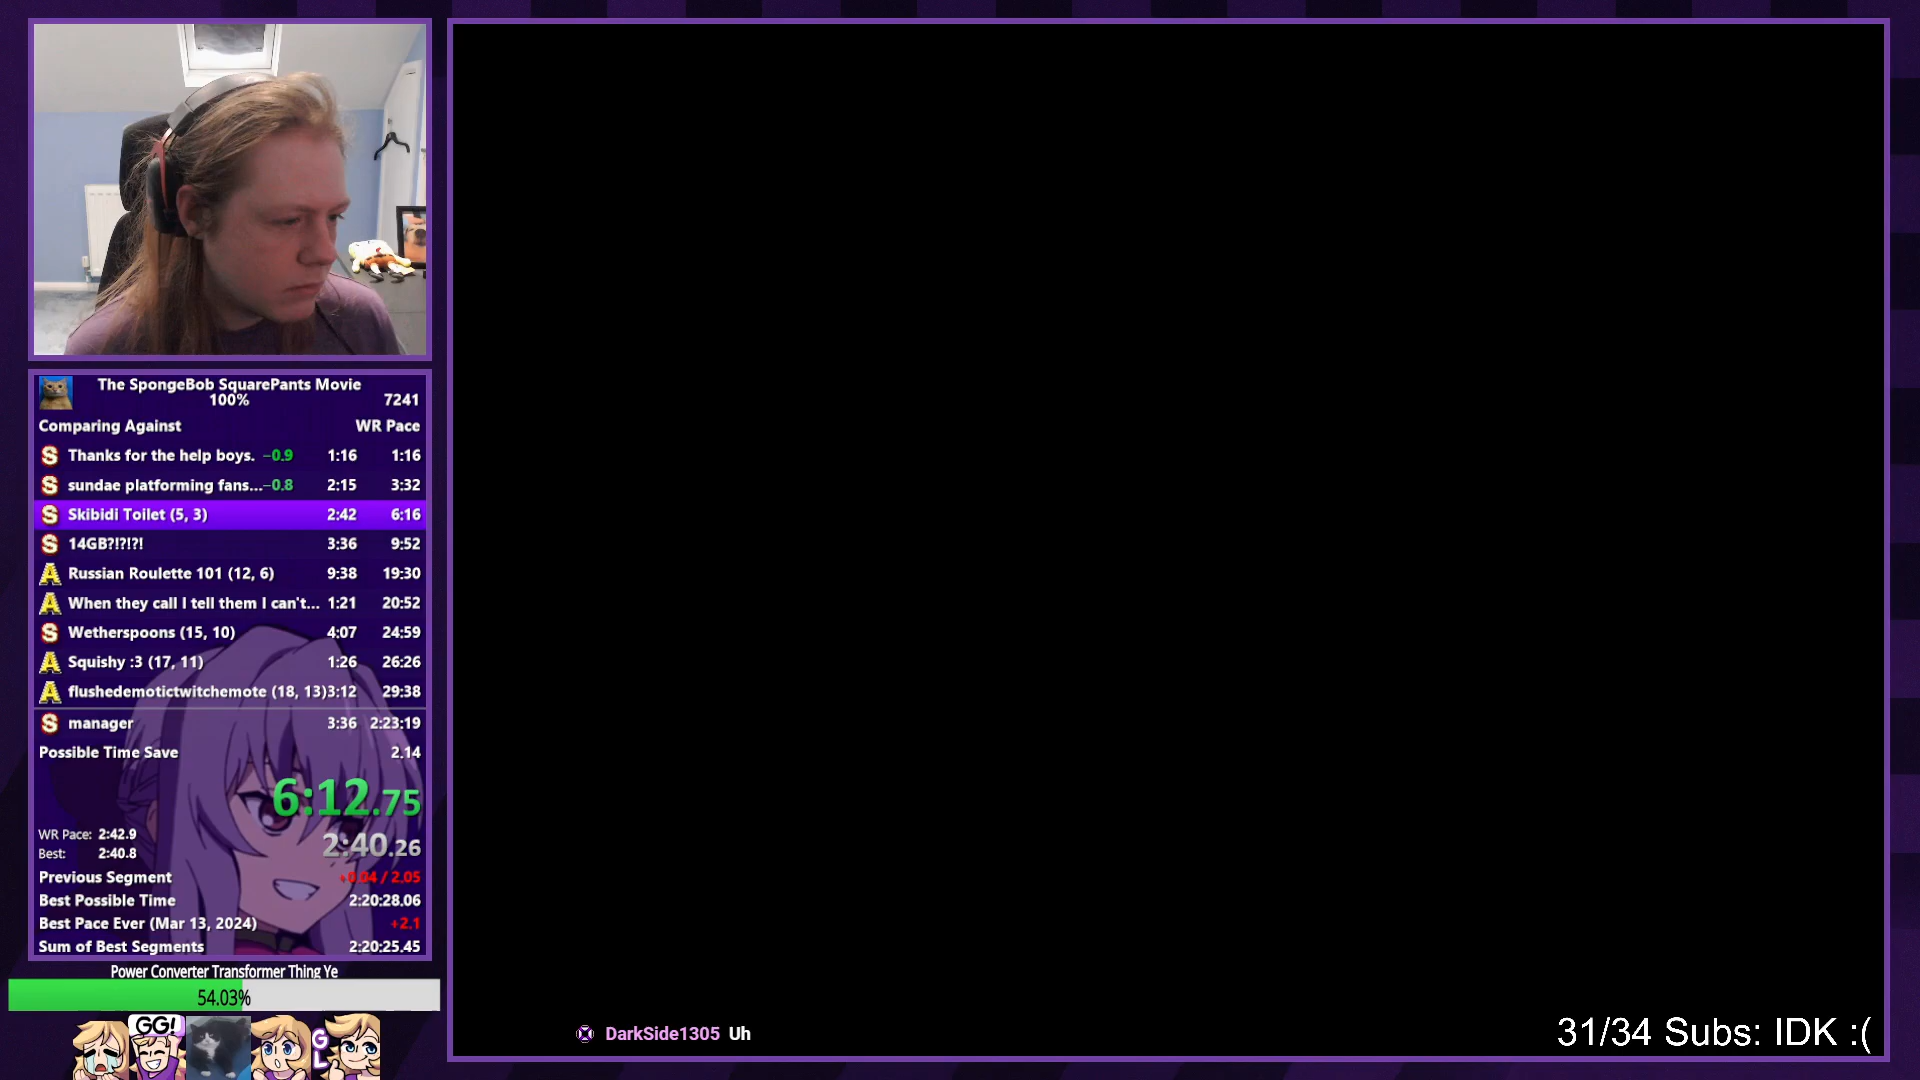 The SpongeBob SquarePants Movie
100% 7241
Comparing Against WR Pace
S Thanks for the help boys. −0.9 1:16 1:16
S sundae platforming fans... −0.8 2:15 3:32
S Skibidi Toilet (5, 3) 2:42 6:16
S 14GB?!?!?! 3:36 9:52
A Russian Roulette 101 (12, 6) 9:38 19:30
A When they call I tell them I can't... 1:21 20:52
S Wetherspoons (15, 10) 4:07 24:59
A Squishy :3 (17, 11) 1:26 26:26
A flushedemotictwitchemote (18, 13) 3:12 29:38
S manager 3:36 2:23:19
Possible Time Save 2.14
6:12.75
WR Pace: 2:42.9
2:40.26
Best: 2:40.8
Previous Segment +0.04 / 2.05
Best Possible Time 2:20:28.06
Best Pace Ever (Mar 13, 2024) +2.1
Sum of Best Segments 2:20:25.45
Power Converter Transformer Thing Ye
54.03%
GG!
GL
DarkSide1305 Uh
31/34 Subs: IDK :(